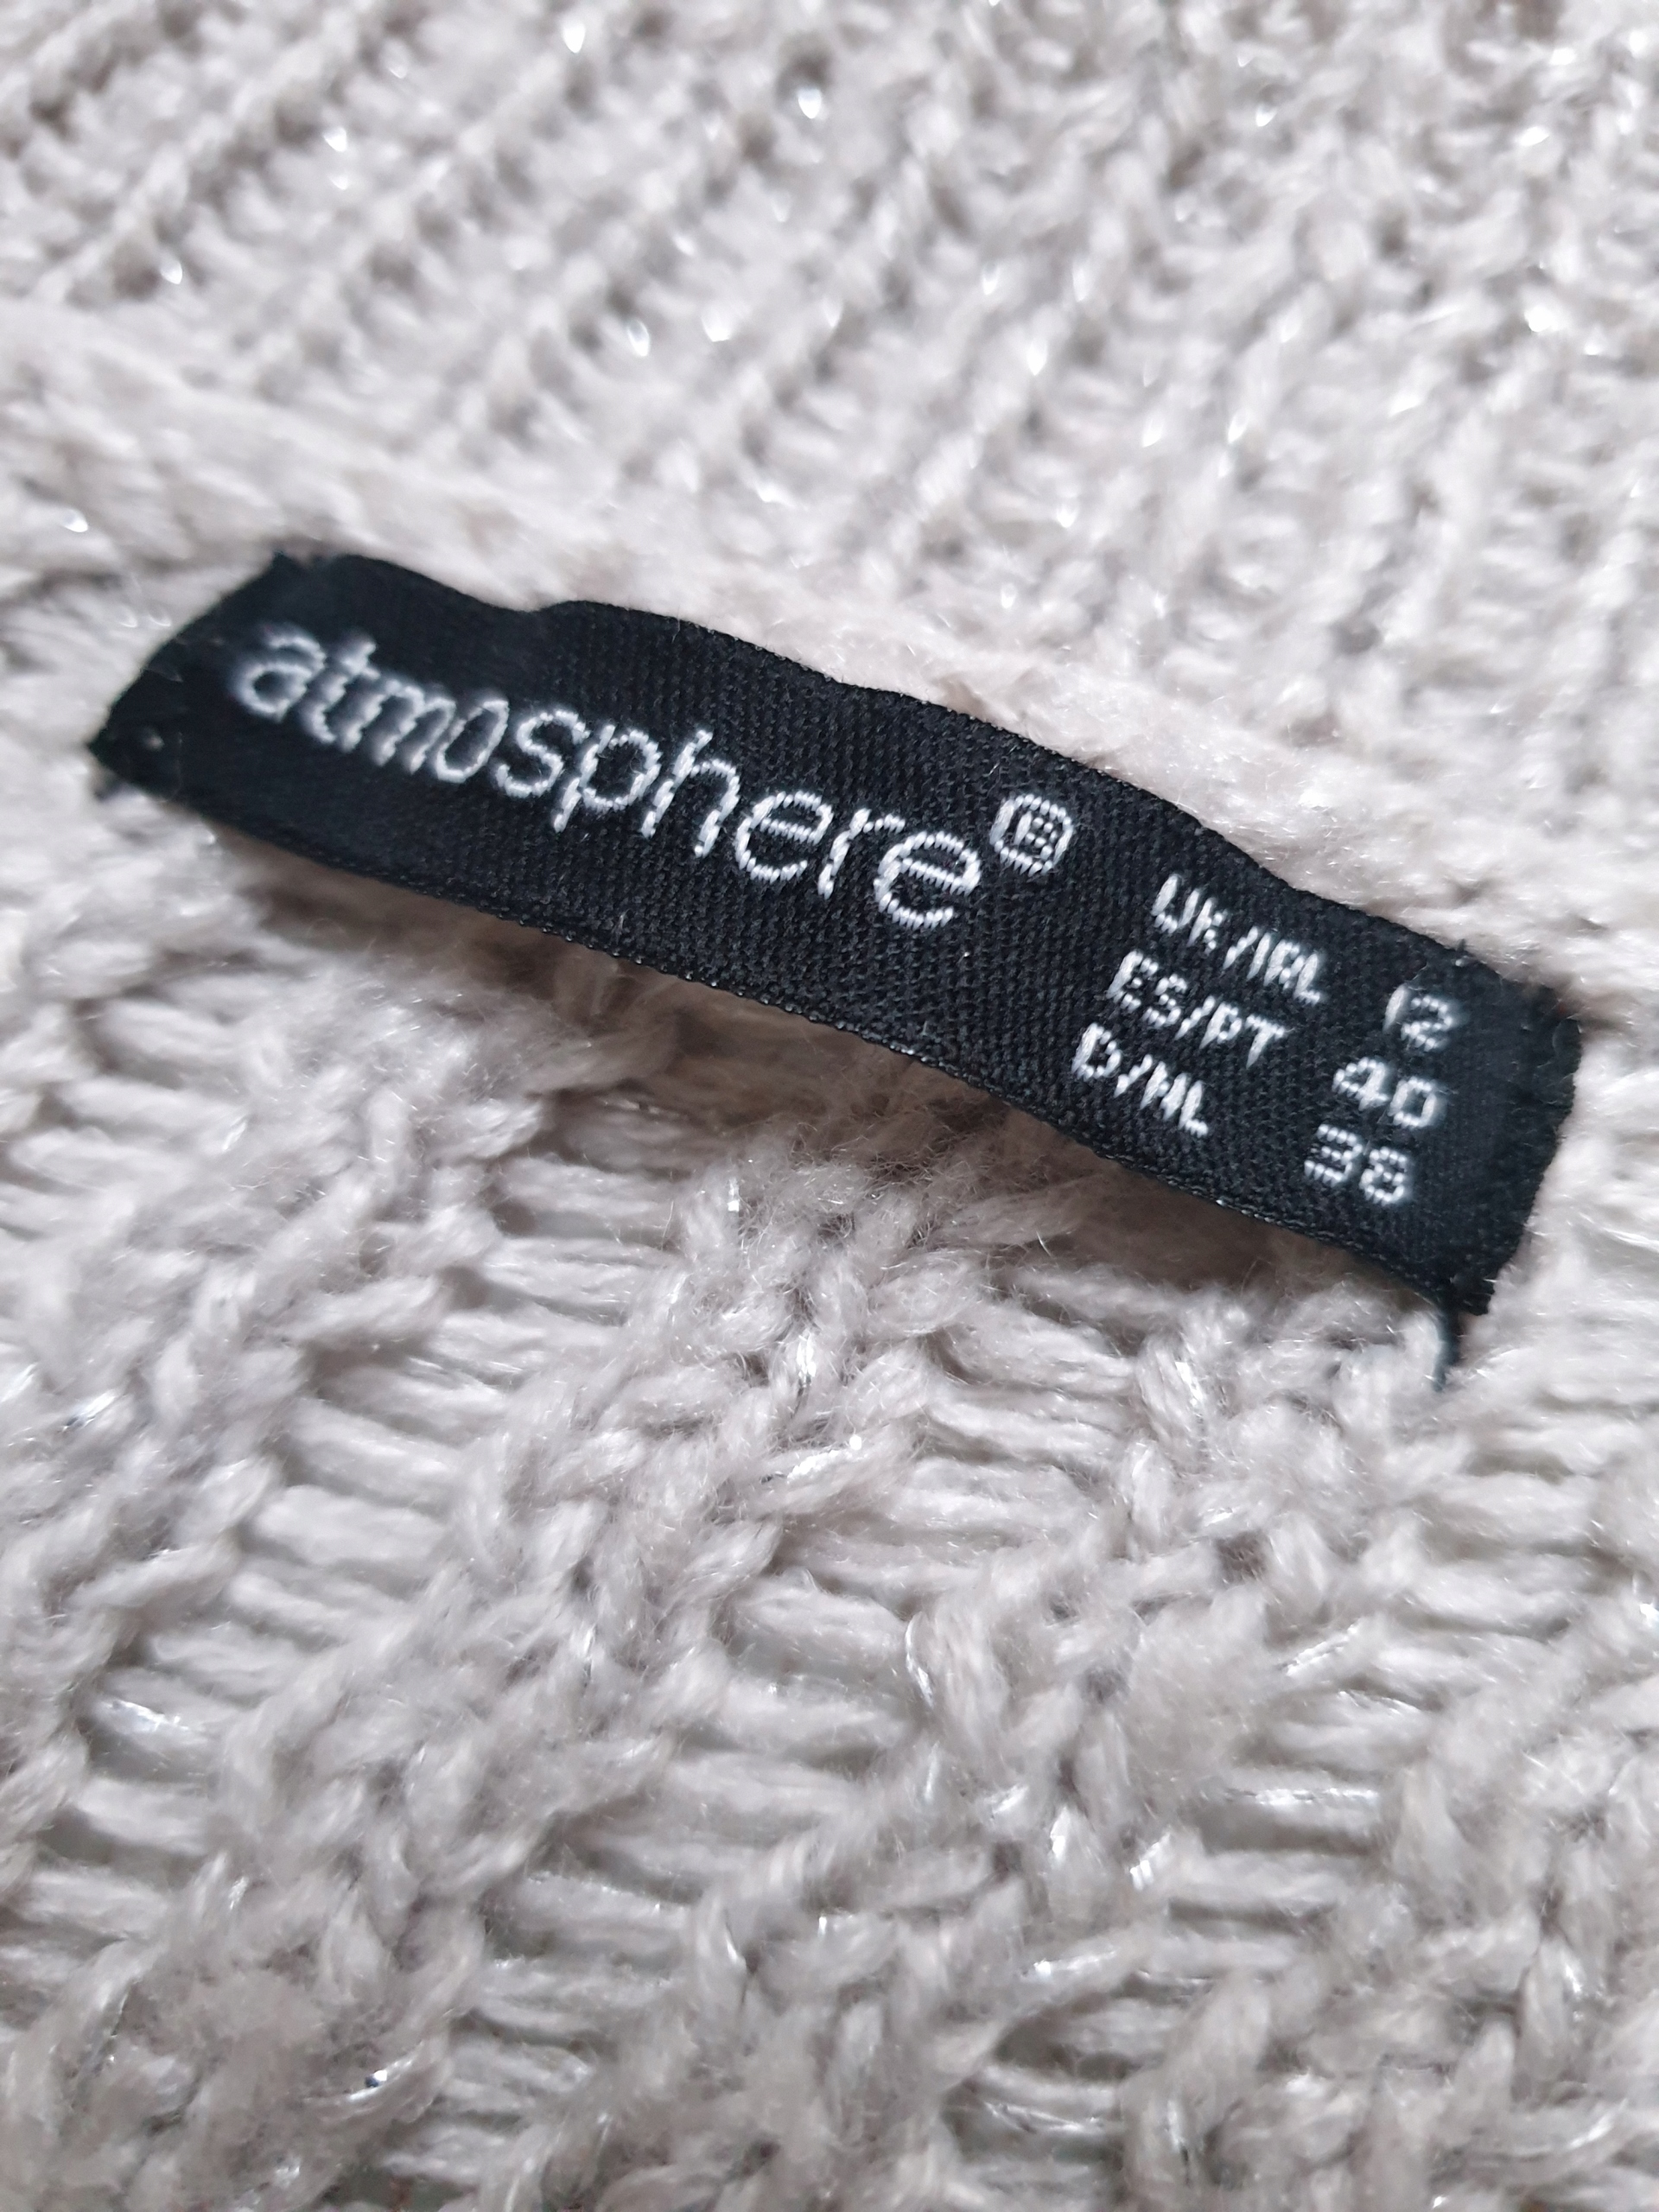 atmosphere®
UK/IRL 12
ES/PT 40
D/NL 38